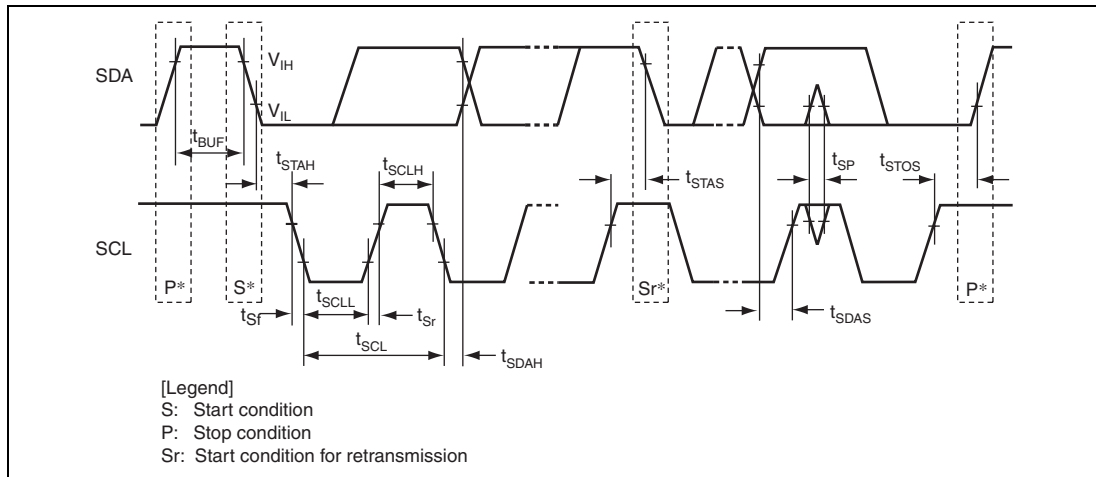 SDA
V_IH
V_IL
t_BUF
t_STAH
t_SCLH
t_STAS
t_SP
t_STOS
SCL
P*
S*
Sr*
P*
t_Sf
t_SCLL
t_Sr
t_SCL
t_SDAH
t_SDAS
[Legend]
S: Start condition
P: Stop condition
Sr: Start condition for retransmission